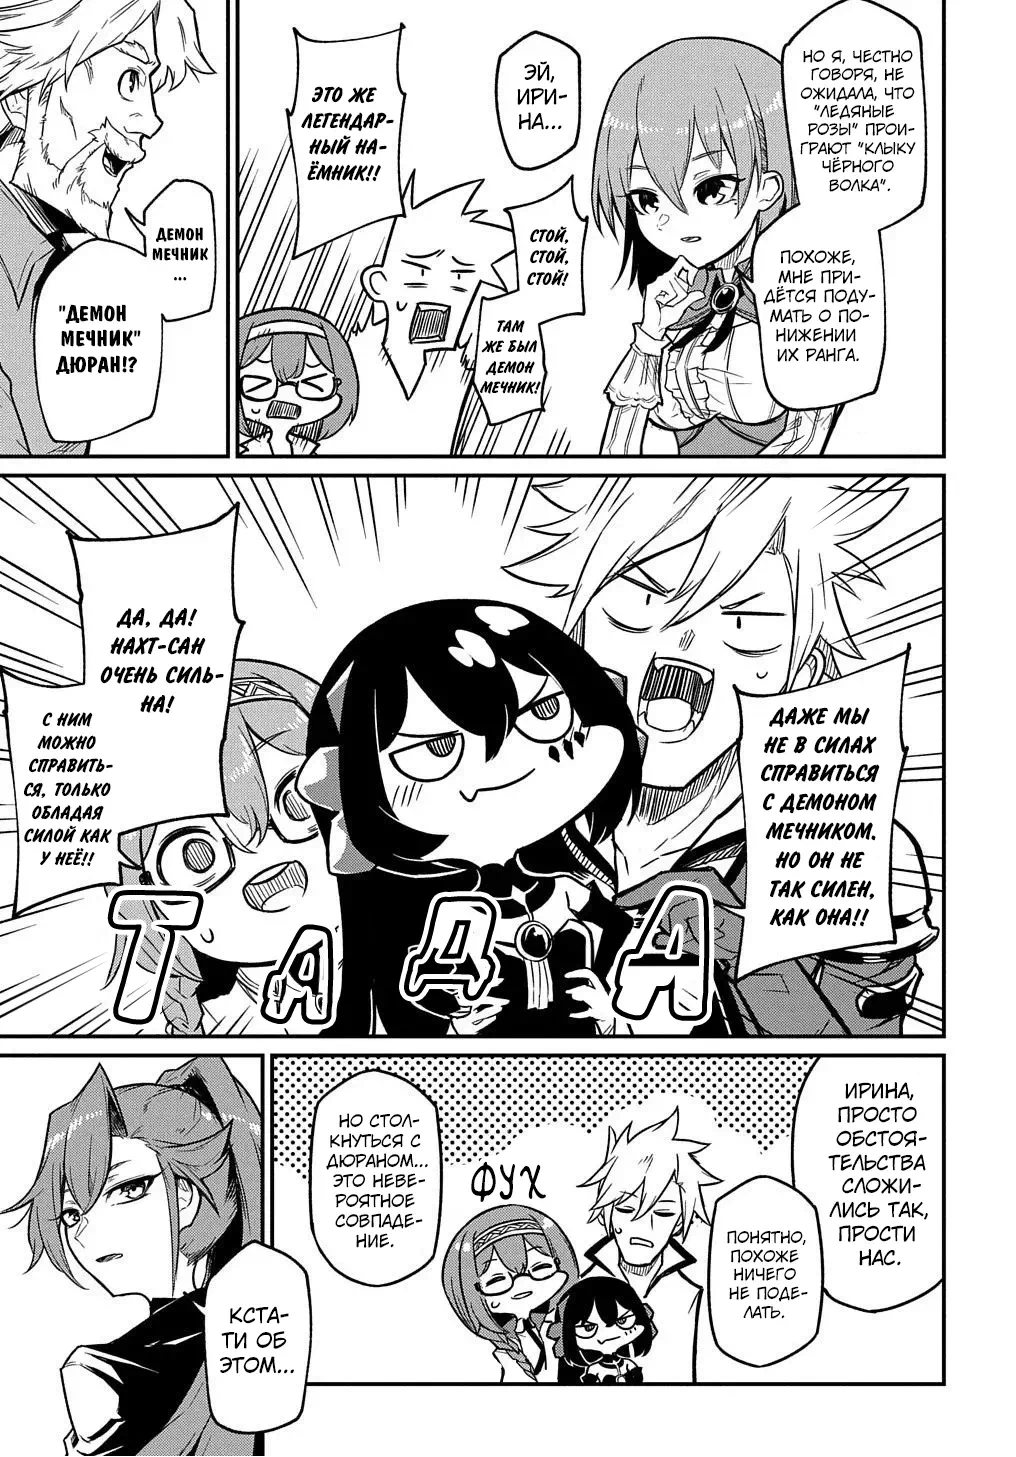 НО Я, ЧЕСТНО
ГОВОРЯ, НЕ
ОЖИДАЛА, ЧТО
"ЛЕДЯНЫЕ
РОЗЫ" ПРОИ-
ГРАЮТ "КЛЫКУ
ЧЁРНОГО
ВОЛКА".
ПОХОЖЕ,
МНЕ ПРИ-
ДЁТСЯ ПОДУ-
МАТЬ О ПО-
НИЖЕНИИ
ИХ РАНГА.
ЭЙ,
ИРИ-
НА...
СТОЙ,
СТОЙ,
СТОЙ!
ТАМ
ЖЕ БЫЛ
ДЕМОН
МЕЧНИК!
ЭТО ЖЕ
ЛЕГЕНДАР-
НЫЙ НА-
ЁМНИК!!
ДЕМОН
МЕЧНИК
...
"ДЕМОН
МЕЧНИК"
ДЮРАН!?
ДАЖЕ МЫ
НЕ В СИЛАХ
СПРАВИТЬСЯ
С ДЕМОНОМ
МЕЧНИКОМ.
НО ОН НЕ
ТАК СИЛЕН,
КАК ОНА!!
ДА, ДА!
НАХТ-САН
ОЧЕНЬ СИЛЬ-
НА!
С НИМ
МОЖНО
СПРАВИТЬ-
СЯ, ТОЛЬКО
ОБЛАДАЯ
СИЛОЙ КАК
У НЕЁ!!
ТАДА
ИРИНА,
ПРОСТО
ОБСТОЯ-
ТЕЛЬСТВА
СЛОЖИ-
ЛИСЬ ТАК,
ПРОСТИ
НАС.
ПОНЯТНО,
ПОХОЖЕ
НИЧЕГО
НЕ ПОДЕ-
ЛАТЬ.
ФУХ
НО СТОЛ-
КНУТЬСЯ С
ДЮРАНОМ...
ЭТО НЕВЕ-
РОЯТНОЕ
СОВПАДЕ-
НИЕ.
КСТА-
ТИ ОБ
ЭТОМ...